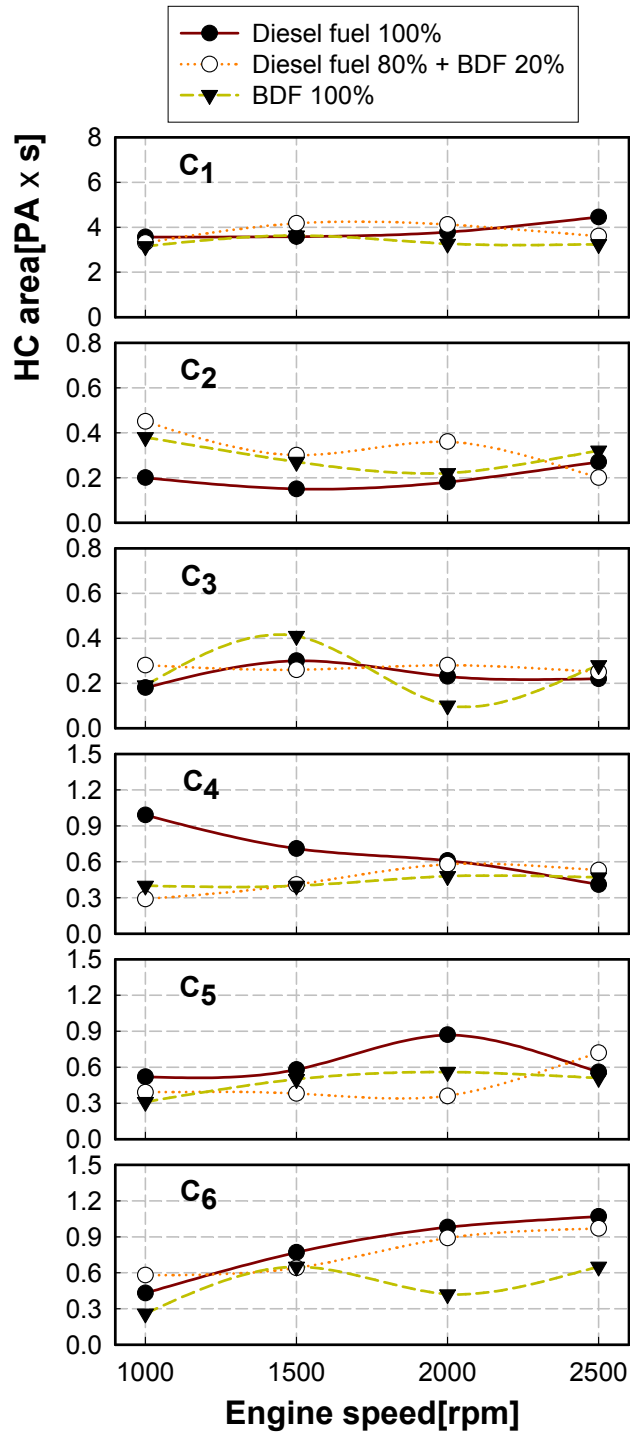 Diesel fuel 100%
Diesel fuel 80% + BDF 20%
BDF 100%
HC area[PA x s]
C1
8
6
4
2
0
C2
0.8
0.6
0.4
0.2
0.0
C3
0.8
0.6
0.4
0.2
0.0
C4
1.5
1.2
0.9
0.6
0.3
0.0
C5
1.5
1.2
0.9
0.6
0.3
0.0
C6
1.5
1.2
0.9
0.6
0.3
0.0
1000 1500 2000 2500
Engine speed[rpm]